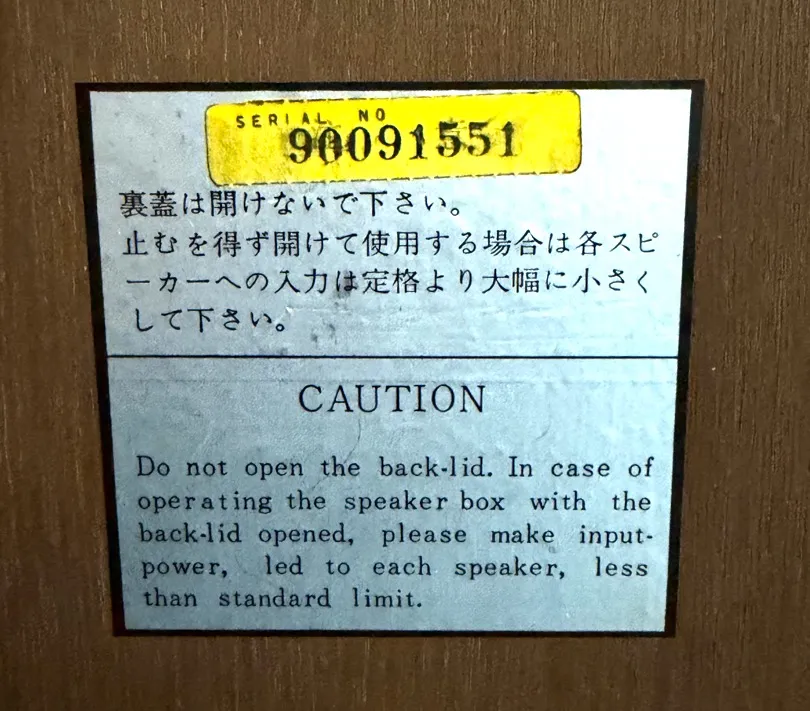 SERIAL NO
90091551
裏蓋は開けないで下さい。
止むを得ず開けて使用する場合は各スピ
ーカーへの入力は定格より大幅に小さく
して下さい。
CAUTION
Do not open the back-lid. In case of
operating the speaker box with the
back-lid opened, please make input-
power, led to each speaker, less
than standard limit.